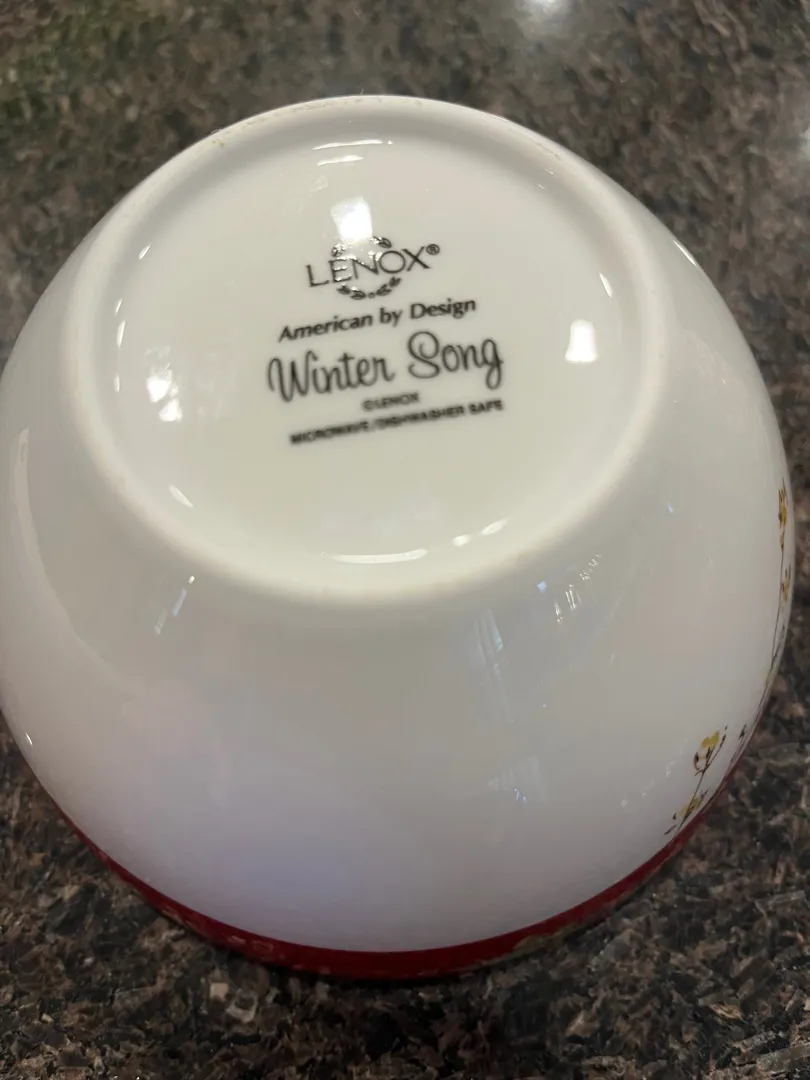 LENOX®
American by Design
Winter Song
©LENOX
MICROWAVE/DISHWASHER SAFE